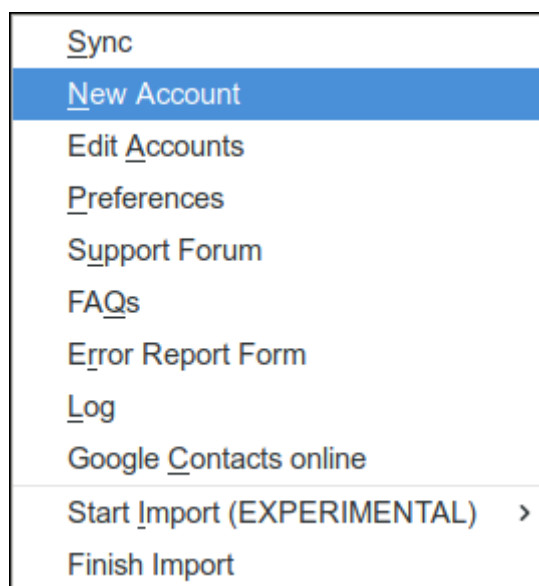 Sync
New Account
Edit Accounts
Preferences
Support Forum
FAQs
Error Report Form
Log
Google Contacts online
Start Import (EXPERIMENTAL)
Finish Import